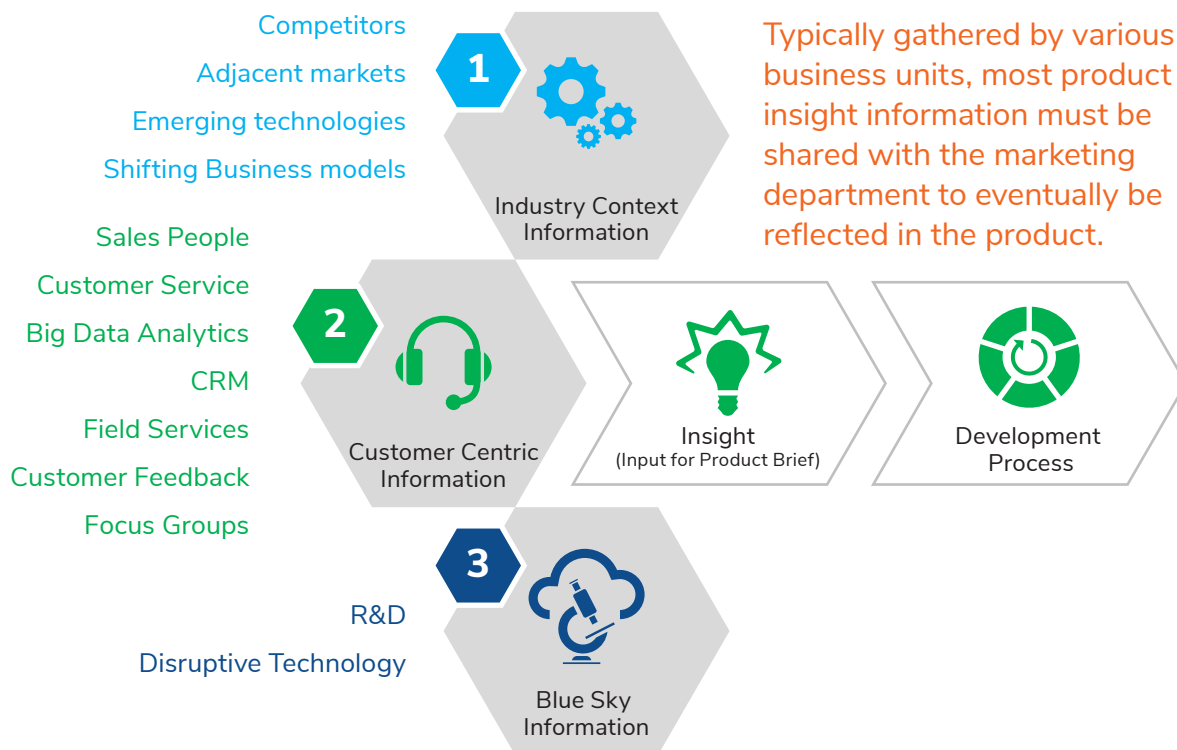 Competitors
Adjacent markets
Emerging technologies
Shifting Business models
1
Industry Context
Information
Typically gathered by various
business units, most product
insight information must be
shared with the marketing
department to eventually be
reflected in the product.
Sales People
Customer Service
Big Data Analytics
CRM
Field Services
Customer Feedback
Focus Groups
2
Customer Centric
Information
Insight
(Input for Product Brief)
Development
Process
3
R&D
Disruptive Technology
Blue Sky
Information